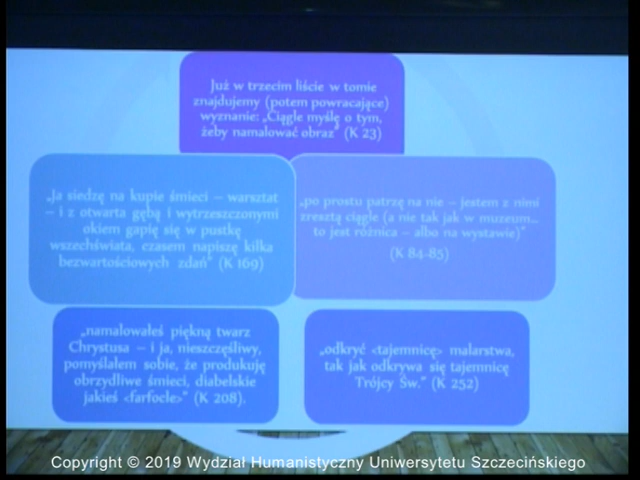 Już w trzecim liście w tomie
znajdujemy (potem powracające)
wyznanie: „Ciągle myślę o tym,
żeby namalować obraz” (K 23)
„Ja siedzę na kupie śmieci – warsztat
– i z otwarta gębą i wytrzeszczonymi
okiem gapię się w pustkę
wszechświata, czasem napiszę kilka
bezwartościowych zdań” (K 169)
„po prostu patrzę na nie – jestem z nimi
zresztą ciągle (a nie tak jak w muzeum...
to jest różnica – albo na wystawie)”
(K 84-85)
„namalowałeś piękną twarz
Chrystusa – i ja, nieszczęśliwy,
pomyślałem sobie, że produkuję
obrzydliwe śmieci, diabelskie
jakieś <farfocle>” (K 208).
„odkryć <tajemnicę> malarstwa,
tak jak odkrywa się tajemnicę
Trójcy Św.” (K 252)
Copyright © 2019 Wydział Humanistyczny Uniwersytetu Szczecińskiego